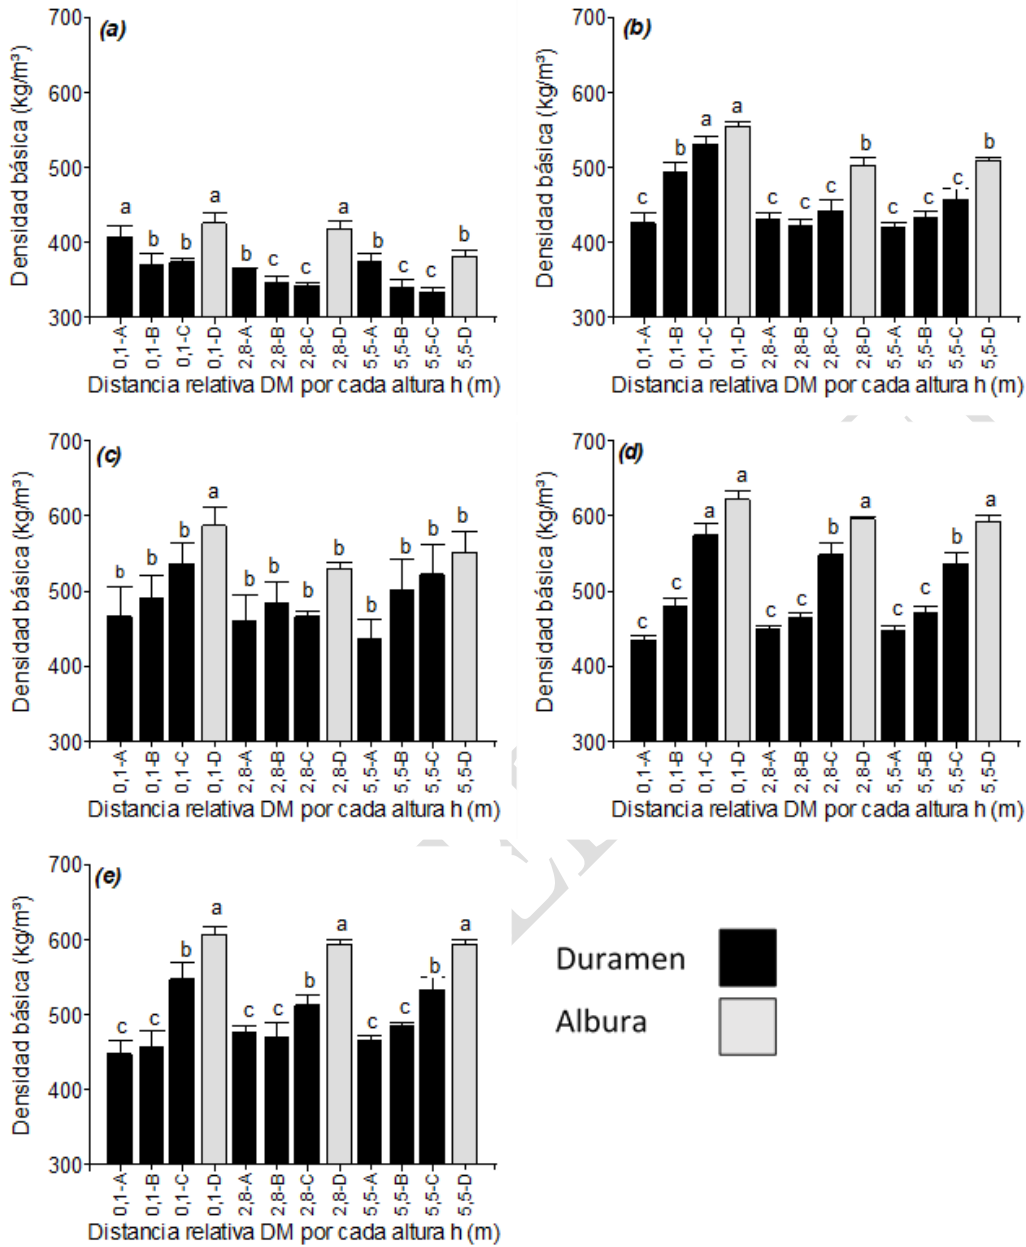 (a)
Densidad básica (kg/m³)
700
600
500
400
300
a b b a b c c a b c c b
0,1-A 0,1-B 0,1-C 0,1-D 2,8-A 2,8-B 2,8-C 2,8-D 5,5-A 5,5-B 5,5-C 5,5-D
Distancia relativa DM por cada altura h (m)
(b)
Densidad básica (kg/m³)
700
600
500
400
300
c b a a c c c b c c c b
0,1-A 0,1-B 0,1-C 0,1-D 2,8-A 2,8-B 2,8-C 2,8-D 5,5-A 5,5-B 5,5-C 5,5-D
Distancia relativa DM por cada altura h (m)
(c)
Densidad básica (kg/m³)
700
600
500
400
300
b b b a b b b b b b b b
0,1-A 0,1-B 0,1-C 0,1-D 2,8-A 2,8-B 2,8-C 2,8-D 5,5-A 5,5-B 5,5-C 5,5-D
Distancia relativa DM por cada altura h (m)
(d)
Densidad básica (kg/m³)
700
600
500
400
300
c c a a c c b a c c b a
0,1-A 0,1-B 0,1-C 0,1-D 2,8-A 2,8-B 2,8-C 2,8-D 5,5-A 5,5-B 5,5-C 5,5-D
Distancia relativa DM por cada altura h (m)
(e)
Densidad básica (kg/m³)
700
600
500
400
300
c c b a c c c a c c b a
0,1-A 0,1-B 0,1-C 0,1-D 2,8-A 2,8-B 2,8-C 2,8-D 5,5-A 5,5-B 5,5-C 5,5-D
Distancia relativa DM por cada altura h (m)
Duramen
Albura